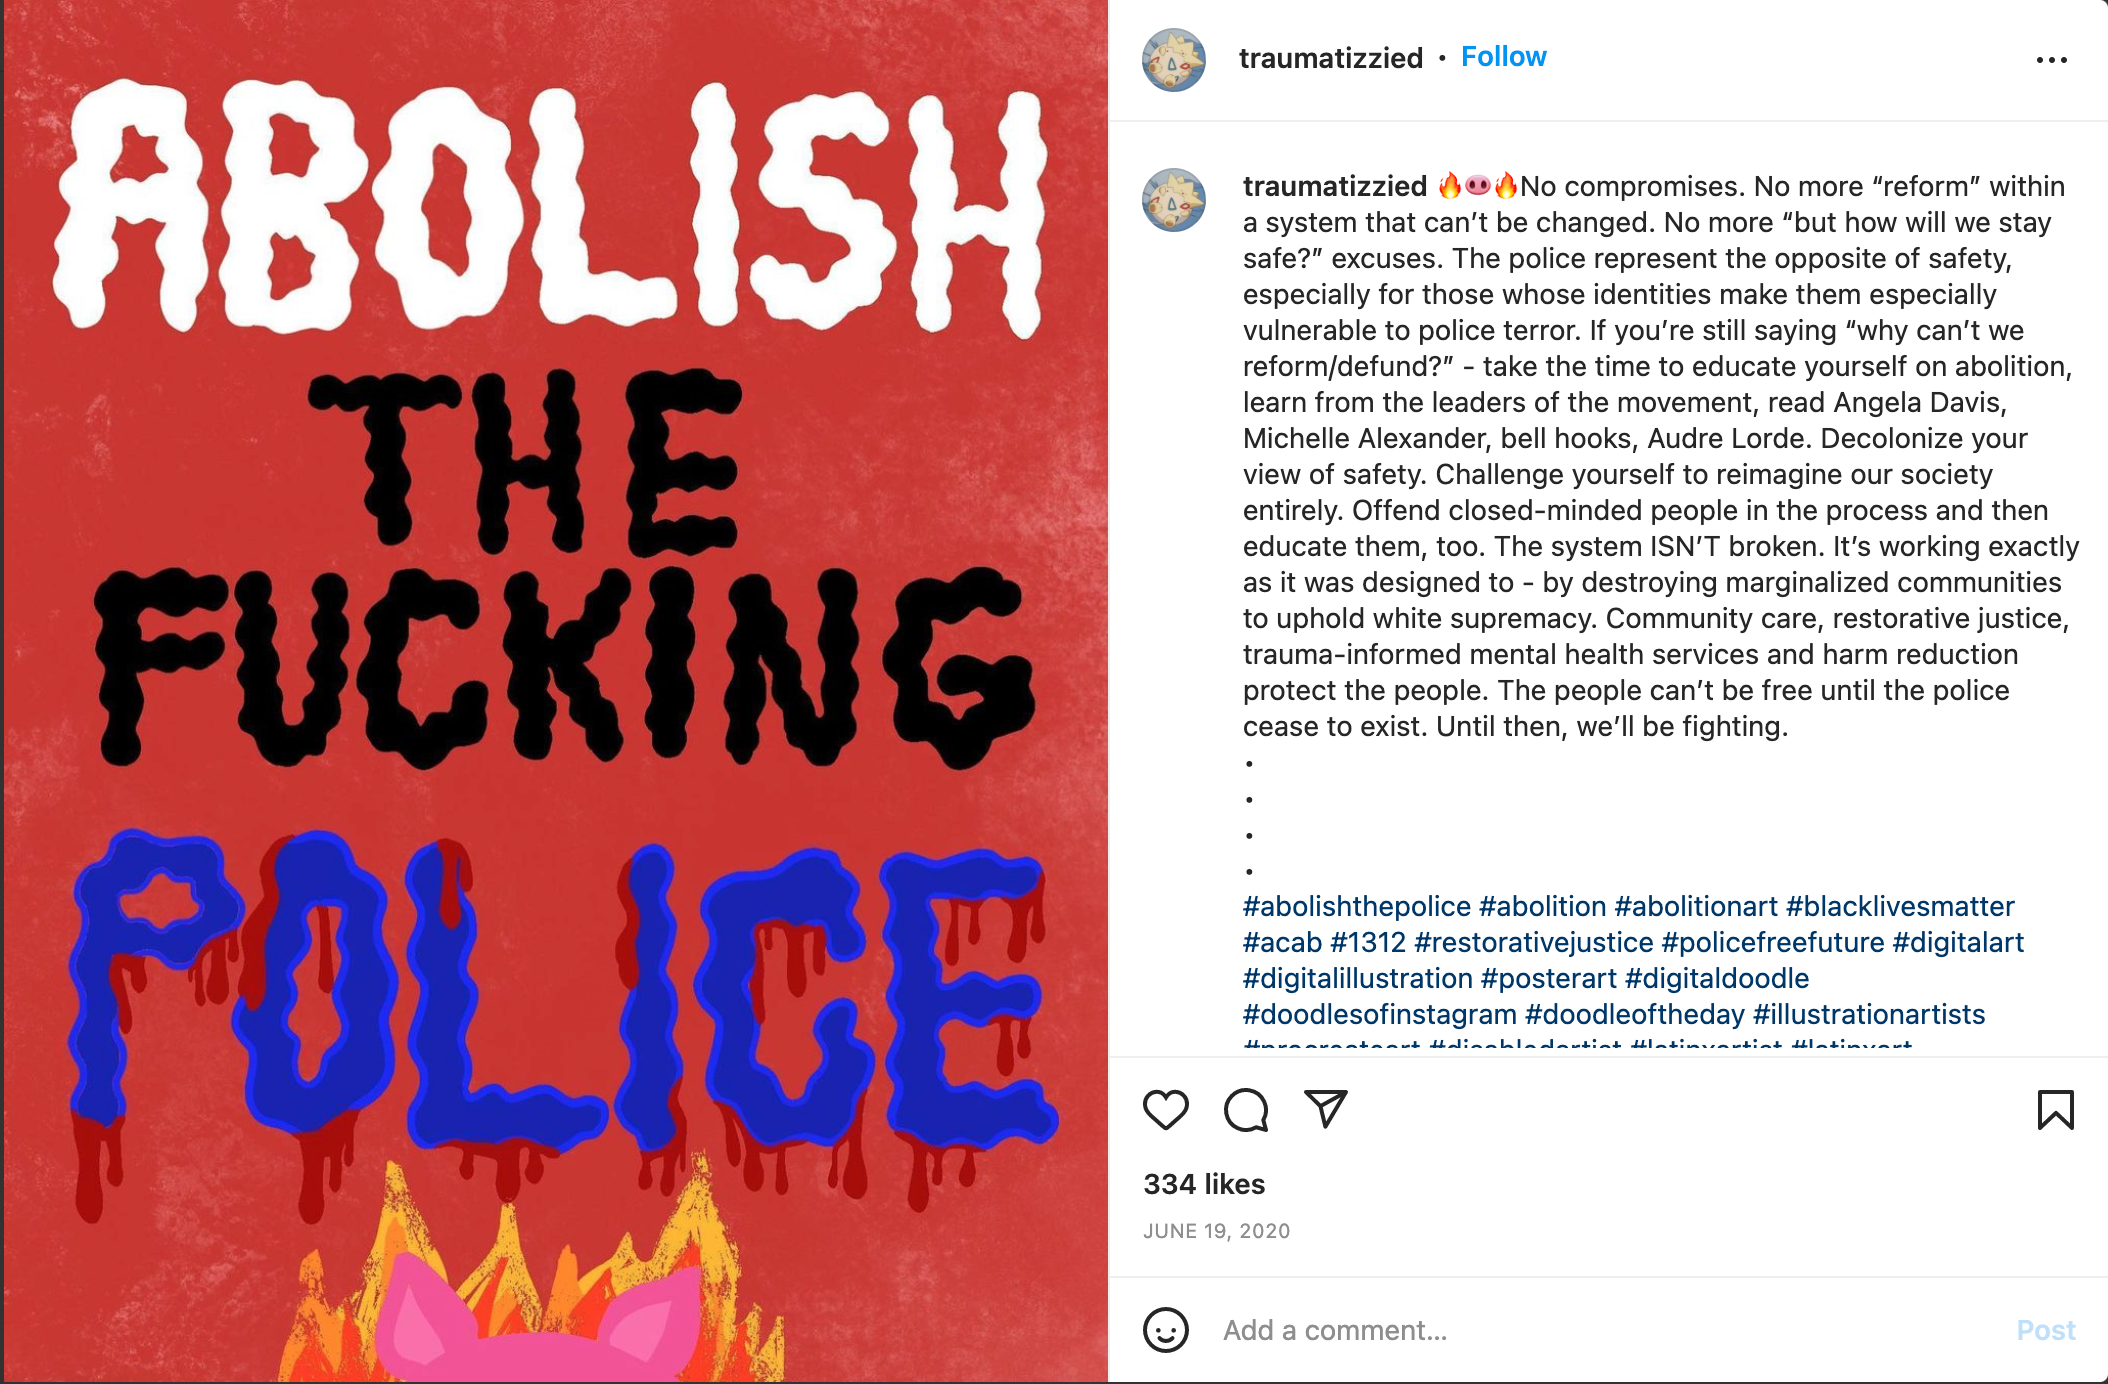 ABOLISH
THE
FUCKING
POLICE
traumatizzied • Follow
traumatizzied 🔥🐽🔥No compromises. No more “reform” within
a system that can’t be changed. No more “but how will we stay
safe?” excuses. The police represent the opposite of safety,
especially for those whose identities make them especially
vulnerable to police terror. If you’re still saying “why can’t we
reform/defund?” - take the time to educate yourself on abolition,
learn from the leaders of the movement, read Angela Davis,
Michelle Alexander, bell hooks, Audre Lorde. Decolonize your
view of safety. Challenge yourself to reimagine our society
entirely. Offend closed-minded people in the process and then
educate them, too. The system ISN’T broken. It’s working exactly
as it was designed to - by destroying marginalized communities
to uphold white supremacy. Community care, restorative justice,
trauma-informed mental health services and harm reduction
protect the people. The people can’t be free until the police
cease to exist. Until then, we’ll be fighting.
•
•
•
•
#abolishthepolice #abolition #abolitionart #blacklivesmatter
#acab #1312 #restorativejustice #policefreefuture #digitalart
#digitalillustration #posterart #digitaldoodle
#doodlesofinstagram #doodleoftheday #illustrationartists
#procreateart #disabledartist #latinxartist #latinxart
334 likes
JUNE 19, 2020
Add a comment...
Post